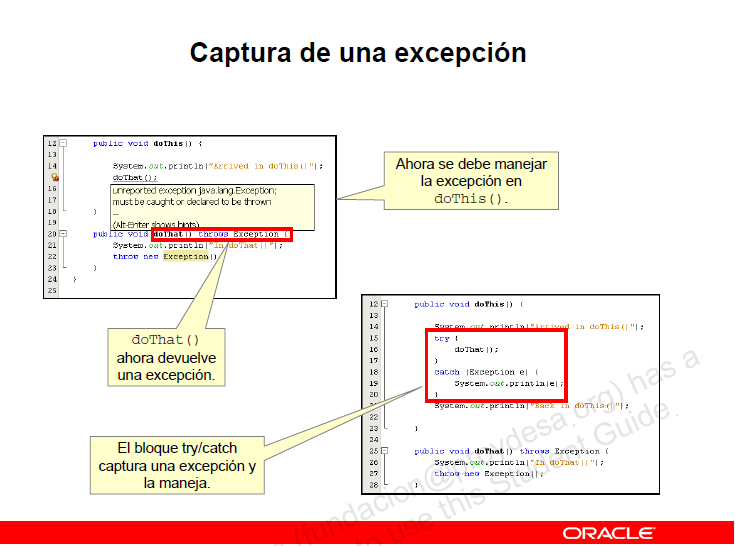 Captura de una excepción
12 public void doThis() {
13
14 System.out.println("Arrived in doThis()");
doThat();
16 unreported exception java.lang.Exception;
17 must be caught or declared to be thrown
18 } ...
19 (Alt-Enter shows hints)
20 public void doThat() throws Exception {
21 System.out.println("In doThat()");
22 throw new Exception()
23 }
24 }
25
Ahora se debe manejar
la excepción en
doThis().
doThat()
ahora devuelve
una excepción.
12 public void doThis() {
13
14 System.out.println("Arrived in doThis()");
15 try {
16 doThat();
17 }
18 catch (Exception e) {
19 System.out.println(e);
20 }
21 System.out.println("Back in doThis()");
22
23 }
24
25 public void doThat() throws Exception {
26 System.out.println("In doThat()");
27 throw new Exception();
28 }
El bloque try/catch
captura una excepción y
la maneja.
org) has a
use this Student Guide.
ORACLE